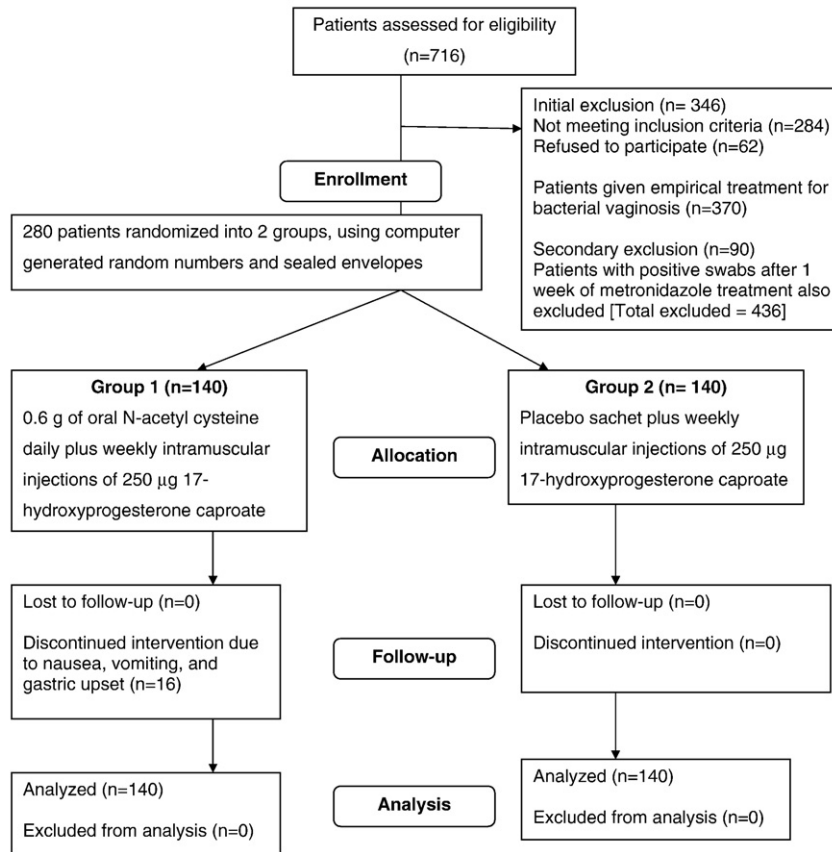 Patients assessed for eligibility
(n=716)
Initial exclusion (n= 346)
Not meeting inclusion criteria (n=284)
Refused to participate (n=62)
Patients given empirical treatment for
bacterial vaginosis (n=370)
Secondary exclusion (n=90)
Patients with positive swabs after 1
week of metronidazole treatment also
excluded [Total excluded = 436]
Enrollment
280 patients randomized into 2 groups, using computer
generated random numbers and sealed envelopes
Group 1 (n=140)
0.6 g of oral N-acetyl cysteine
daily plus weekly intramuscular
injections of 250 μg 17-
hydroxyprogesterone caproate
Allocation
Group 2 (n= 140)
Placebo sachet plus weekly
intramuscular injections of 250 μg
17-hydroxyprogesterone caproate
Lost to follow-up (n=0)
Discontinued intervention due
to nausea, vomiting, and
gastric upset (n=16)
Follow-up
Lost to follow-up (n=0)
Discontinued intervention (n=0)
Analyzed (n=140)
Excluded from analysis (n=0)
Analysis
Analyzed (n=140)
Excluded from analysis (n=0)